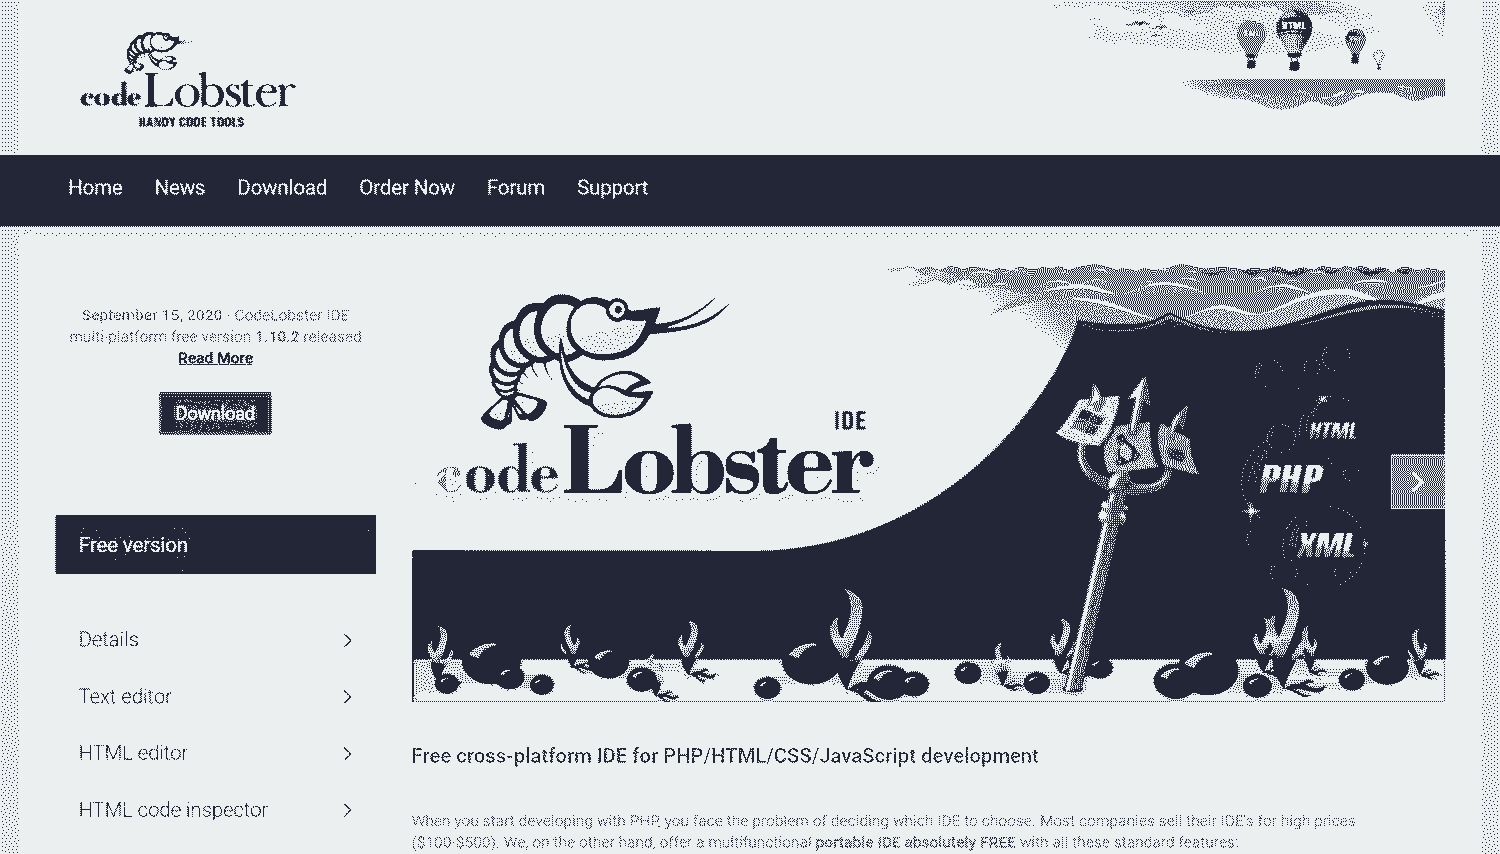 codeLobster
HANDY CODE TOOLS
HTML
Home News Download Order Now Forum Support
September 15, 2020 · CodeLobster IDE
multi-platform free version 1.10.2 released
Read More
Download
Free version
Details
Text editor
HTML editor
HTML code inspector
IDE
codeLobster
HTML
PHP
XML
Free cross-platform IDE for PHP/HTML/CSS/JavaScript development
When you start developing with PHP, you face the problem of deciding which IDE to choose. Most companies sell their IDE's for high prices
($100-$500). We, on the other hand, offer a multifunctional portable IDE absolutely FREE with all these standard features: